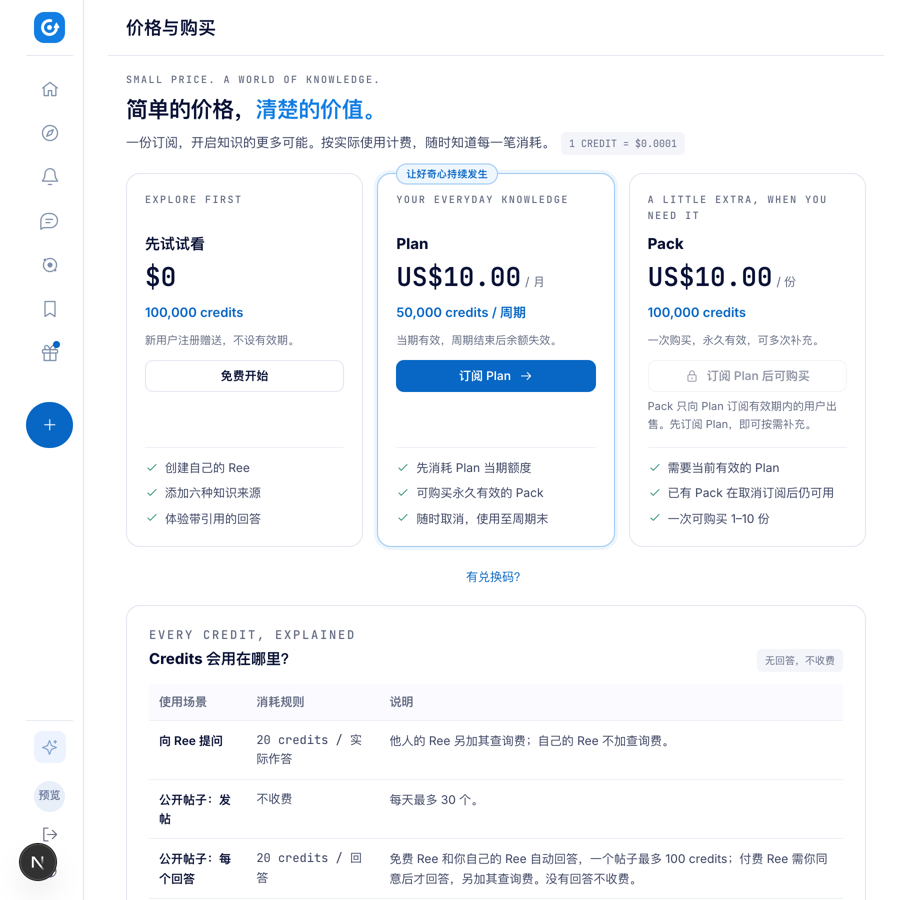 价格与购买
SMALL PRICE. A WORLD OF KNOWLEDGE.
简单的价格，清楚的价值。
一份订阅，开启知识的更多可能。按实际使用计费，随时知道每一笔消耗。 1 CREDIT = $0.0001
EXPLORE FIRST
先试试看
$0
100,000 credits
新用户注册赠送，不设有效期。
免费开始
创建自己的 Ree
添加六种知识来源
体验带引用的回答
让好奇心持续发生
YOUR EVERYDAY KNOWLEDGE
Plan
US$10.00 / 月
50,000 credits / 周期
当期有效，周期结束后余额失效。
订阅 Plan →
先消耗 Plan 当期额度
可购买永久有效的 Pack
随时取消，使用至周期末
A LITTLE EXTRA, WHEN YOU
NEED IT
Pack
US$10.00 / 份
100,000 credits
一次购买，永久有效，可多次补充。
订阅 Plan 后可购买
Pack 只向 Plan 订阅有效期内的用户出
售。先订阅 Plan，即可按需补充。
需要当前有效的 Plan
已有 Pack 在取消订阅后仍可用
一次可购买 1–10 份
有兑换码?
EVERY CREDIT, EXPLAINED
Credits 会用在哪里?
无回答，不收费
使用场景 消耗规则 说明
向 Ree 提问 20 credits / 实 他人的 Ree 另加其查询费；自己的 Ree 不加查询费。
际作答
公开帖子：发 不收费 每天最多 30 个。
帖
公开帖子：每 20 credits / 回 免费 Ree 和你自己的 Ree 自动回答，一个帖子最多 100 credits；付费 Ree 需你同
个回答 答 意后才回答，另加其查询费。没有回答不收费。
预览
N